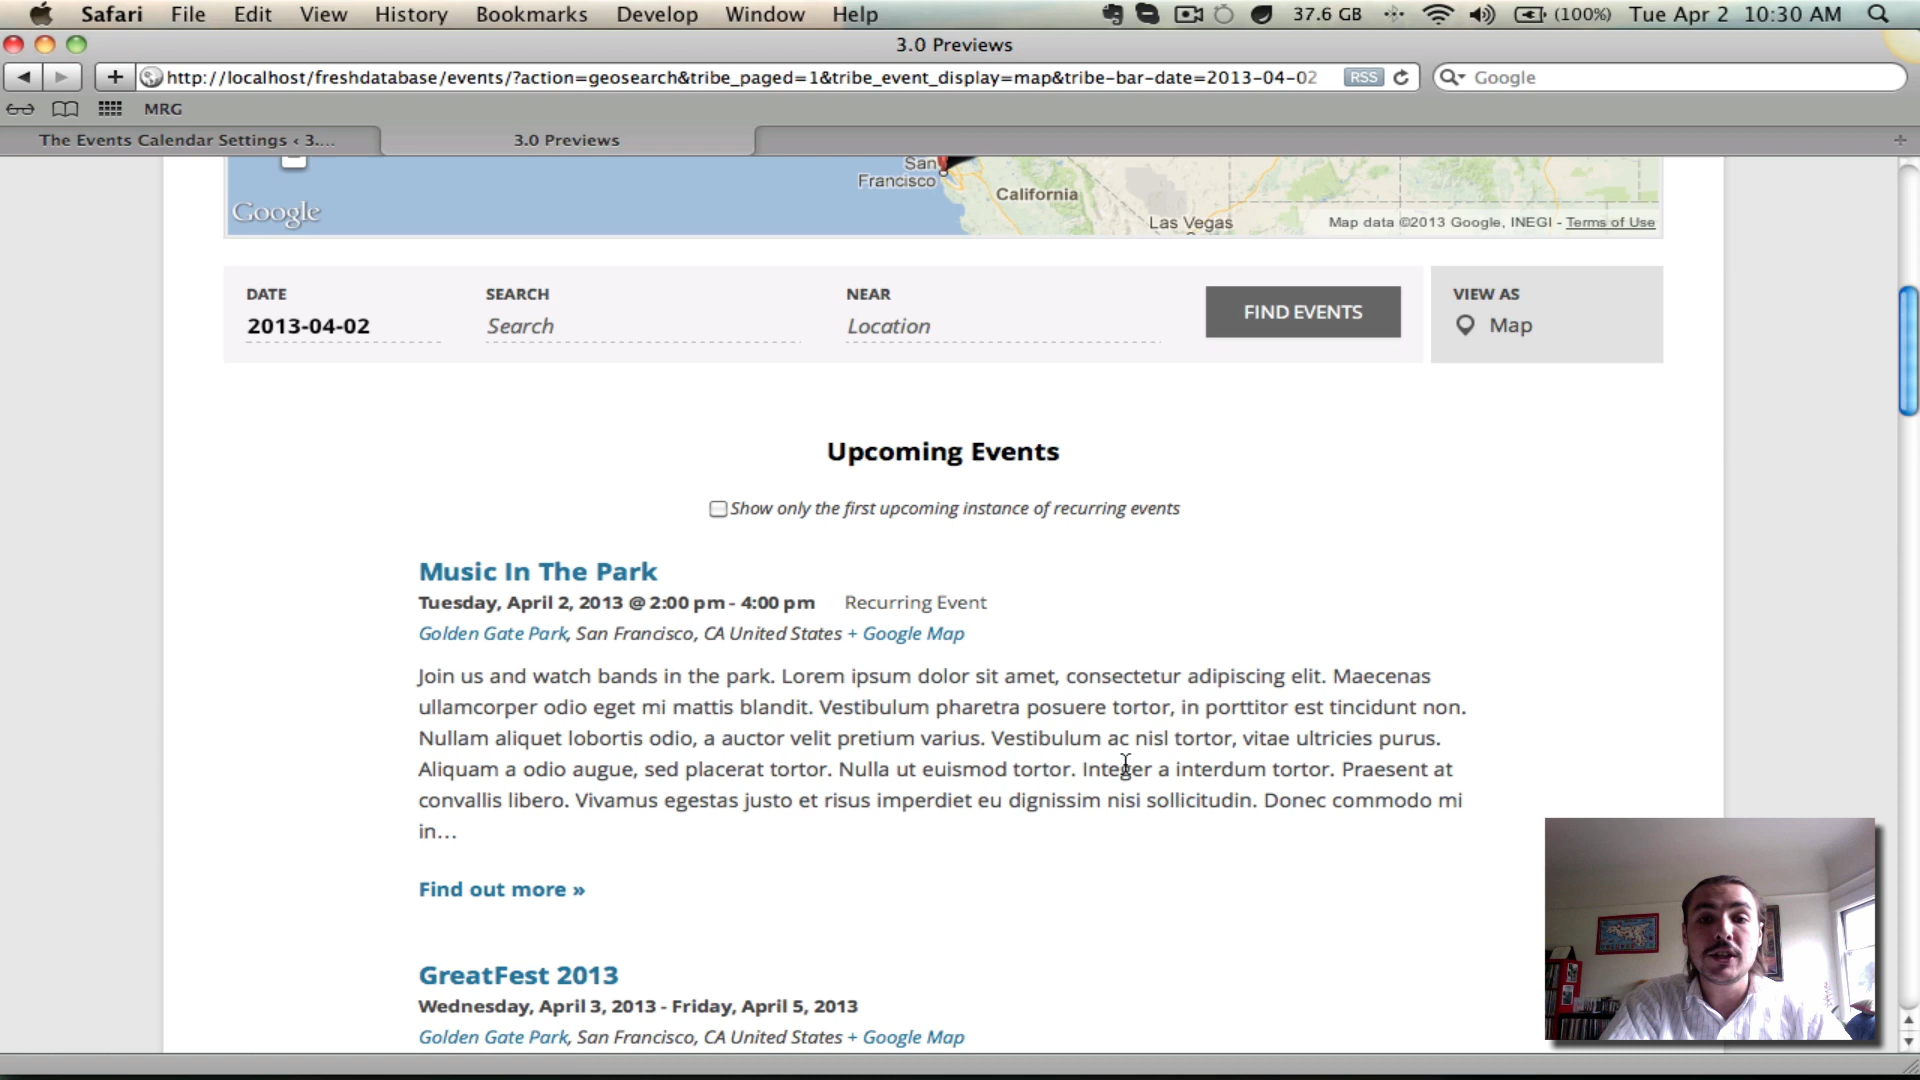 Safari File Edit View History Bookmarks Develop Window Help 37.6 GB (100%) Tue Apr 2 10:30 AM
3.0 Previews
http://localhost/freshdatabase/events/?action=geosearch&tribe_paged=1&tribe_event_display=map&tribe-bar-date=2013-04-02 RSS Google
MRG
The Events Calendar Settings ‹ 3.... 3.0 Previews
San
Francisco
California
Las Vegas
Google
Map data ©2013 Google, INEGI - Terms of Use
DATE SEARCH NEAR FIND EVENTS VIEW AS
2013-04-02 Search Location Map
Upcoming Events
Show only the first upcoming instance of recurring events
Music In The Park
Tuesday, April 2, 2013 @ 2:00 pm - 4:00 pm Recurring Event
Golden Gate Park, San Francisco, CA United States + Google Map
Join us and watch bands in the park. Lorem ipsum dolor sit amet, consectetur adipiscing elit. Maecenas
ullamcorper odio eget mi mattis blandit. Vestibulum pharetra posuere tortor, in porttitor est tincidunt non.
Nullam aliquet lobortis odio, a auctor velit pretium varius. Vestibulum ac nisl tortor, vitae ultricies purus.
Aliquam a odio augue, sed placerat tortor. Nulla ut euismod tortor. Integer a interdum tortor. Praesent at
convallis libero. Vivamus egestas justo et risus imperdiet eu dignissim nisi sollicitudin. Donec commodo mi
in…
Find out more »
GreatFest 2013
Wednesday, April 3, 2013 - Friday, April 5, 2013
Golden Gate Park, San Francisco, CA United States + Google Map